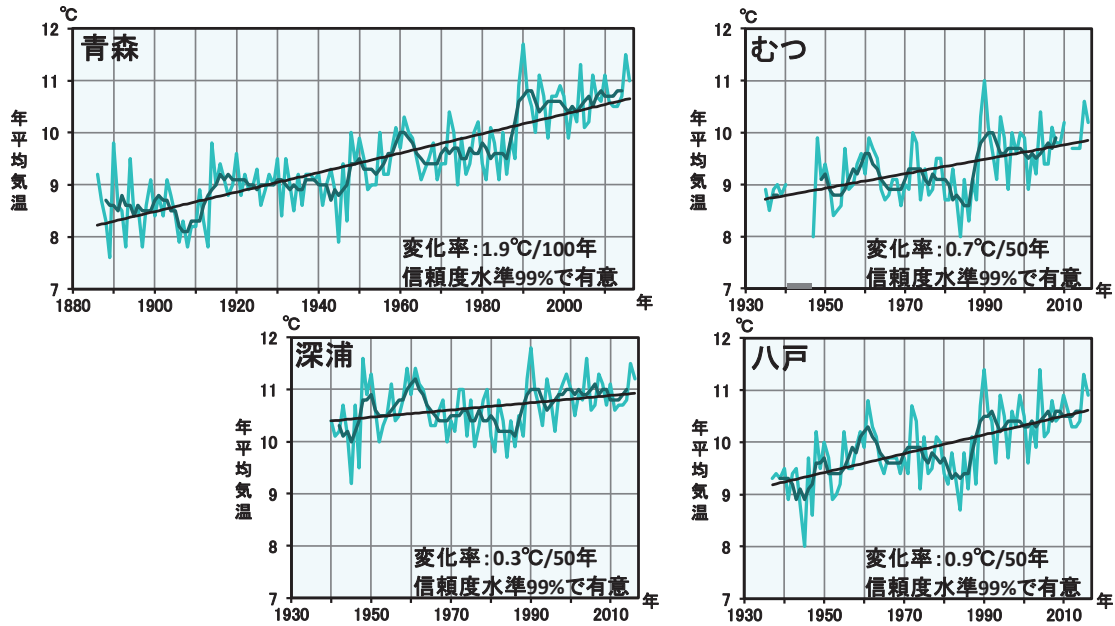 ℃
青森
12
11
10
9
8
7
年平均気温
変化率:1.9℃/100年
信頼度水準99%で有意
1880 1900 1920 1940 1960 1980 2000 年
℃
むつ
12
11
10
9
8
7
年平均気温
変化率:0.7℃/50年
信頼度水準99%で有意
1930 1950 1970 1990 2010 年
℃
深浦
12
11
10
9
8
7
年平均気温
変化率:0.3℃/50年
信頼度水準99%で有意
1930 1950 1970 1990 2010 年
℃
八戸
12
11
10
9
8
7
年平均気温
変化率:0.9℃/50年
信頼度水準99%で有意
1930 1950 1970 1990 2010 年